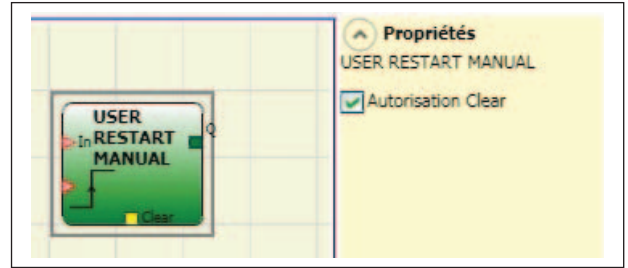 USER
In RESTART Q
MANUAL
Clear
Propriétés
USER RESTART MANUAL
Autorisation Clear